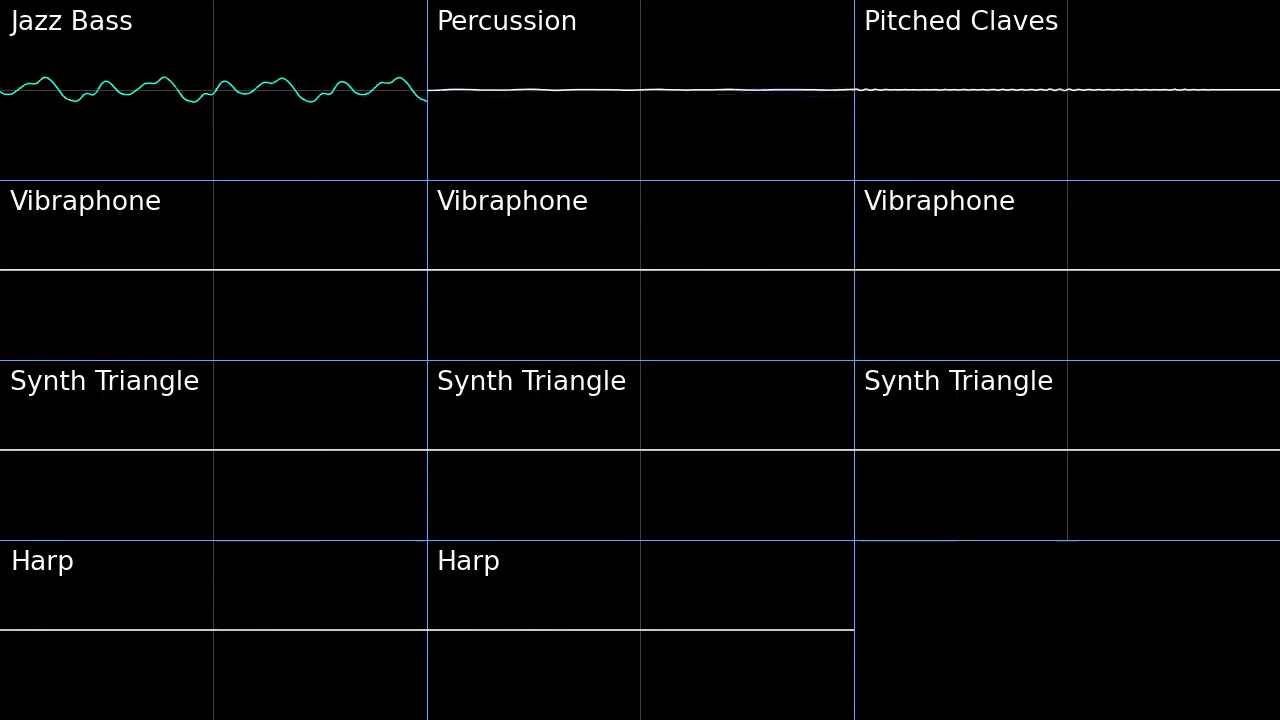 Jazz Bass
Percussion
Pitched Claves
Vibraphone
Vibraphone
Vibraphone
Synth Triangle
Synth Triangle
Synth Triangle
Harp
Harp